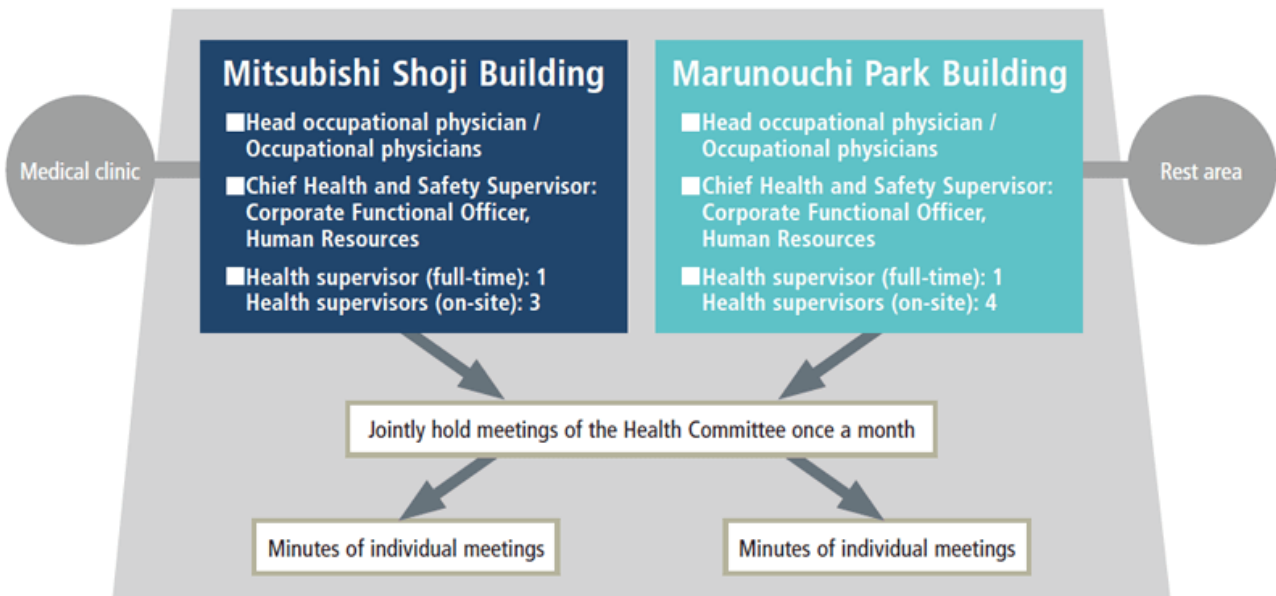 Mitsubishi Shoji Building
■Head occupational physician /
Occupational physicians
■Chief Health and Safety Supervisor:
Corporate Functional Officer,
Human Resources
■Health supervisor (full-time): 1
Health supervisors (on-site): 3
Marunouchi Park Building
■Head occupational physician /
Occupational physicians
■Chief Health and Safety Supervisor:
Corporate Functional Officer,
Human Resources
■Health supervisor (full-time): 1
Health supervisors (on-site): 4
Medical clinic
Rest area
Jointly hold meetings of the Health Committee once a month
Minutes of individual meetings
Minutes of individual meetings